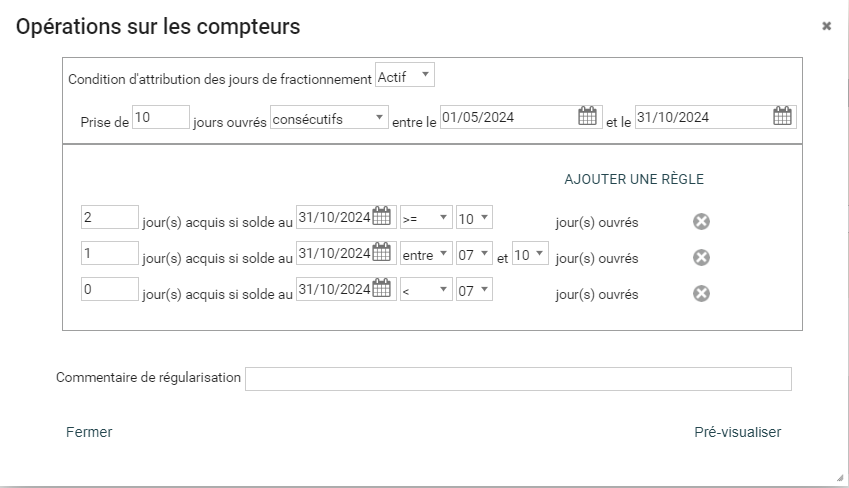 Opérations sur les compteurs
Condition d'attribution des jours de fractionnement Actif
Prise de 10 jours ouvrés consécutifs entre le 01/05/2024 et le 31/10/2024
AJOUTER UNE RÈGLE
2 jour(s) acquis si solde au 31/10/2024 >= 10 jour(s) ouvrés
1 jour(s) acquis si solde au 31/10/2024 entre 07 et 10 jour(s) ouvrés
0 jour(s) acquis si solde au 31/10/2024 < 07 jour(s) ouvrés
Commentaire de régularisation
Fermer Pré-visualiser